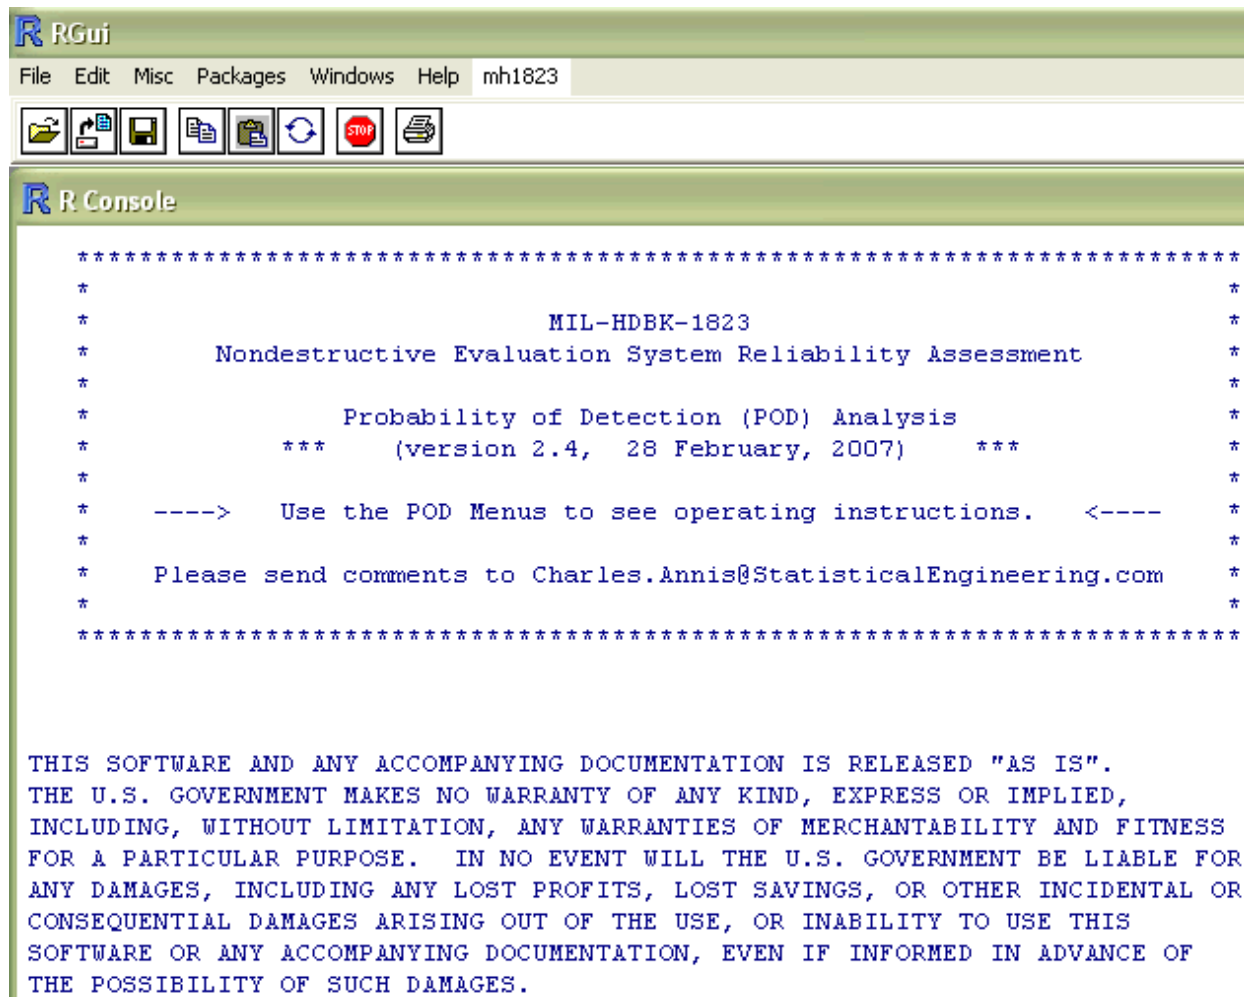 RGui
File Edit Misc Packages Windows Help mh1823
STOP
R Console
***************************************************************************
* *
* MIL-HDBK-1823 *
* Nondestructive Evaluation System Reliability Assessment *
* *
* Probability of Detection (POD) Analysis *
* *** (version 2.4, 28 February, 2007) *** *
* *
* ----> Use the POD Menus to see operating instructions. <---- *
* *
* Please send comments to Charles.Annis@StatisticalEngineering.com *
* *
***************************************************************************
THIS SOFTWARE AND ANY ACCOMPANYING DOCUMENTATION IS RELEASED "AS IS".
THE U.S. GOVERNMENT MAKES NO WARRANTY OF ANY KIND, EXPRESS OR IMPLIED,
INCLUDING, WITHOUT LIMITATION, ANY WARRANTIES OF MERCHANTABILITY AND FITNESS
FOR A PARTICULAR PURPOSE. IN NO EVENT WILL THE U.S. GOVERNMENT BE LIABLE FOR
ANY DAMAGES, INCLUDING ANY LOST PROFITS, LOST SAVINGS, OR OTHER INCIDENTAL OR
CONSEQUENTIAL DAMAGES ARISING OUT OF THE USE, OR INABILITY TO USE THIS
SOFTWARE OR ANY ACCOMPANYING DOCUMENTATION, EVEN IF INFORMED IN ADVANCE OF
THE POSSIBILITY OF SUCH DAMAGES.